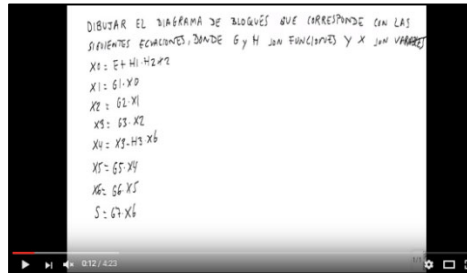 DIBUJAR EL DIAGRAMA DE BLOQUES QUE CORRESPONDE CON LAS
SIGUIENTES ECUACIONES, DONDE G y H SON FUNCIONES Y X SON VARIABLES
X0 = E + H1 · H2 X2
X1 = G1 · X0
X2 = G2 · X1
X3 = G3 · X2
X4 = X3 - H3 · X6
X5 = G5 · X4
X6 = G6 · X5
S = G7 · X6
0:12 / 4:23